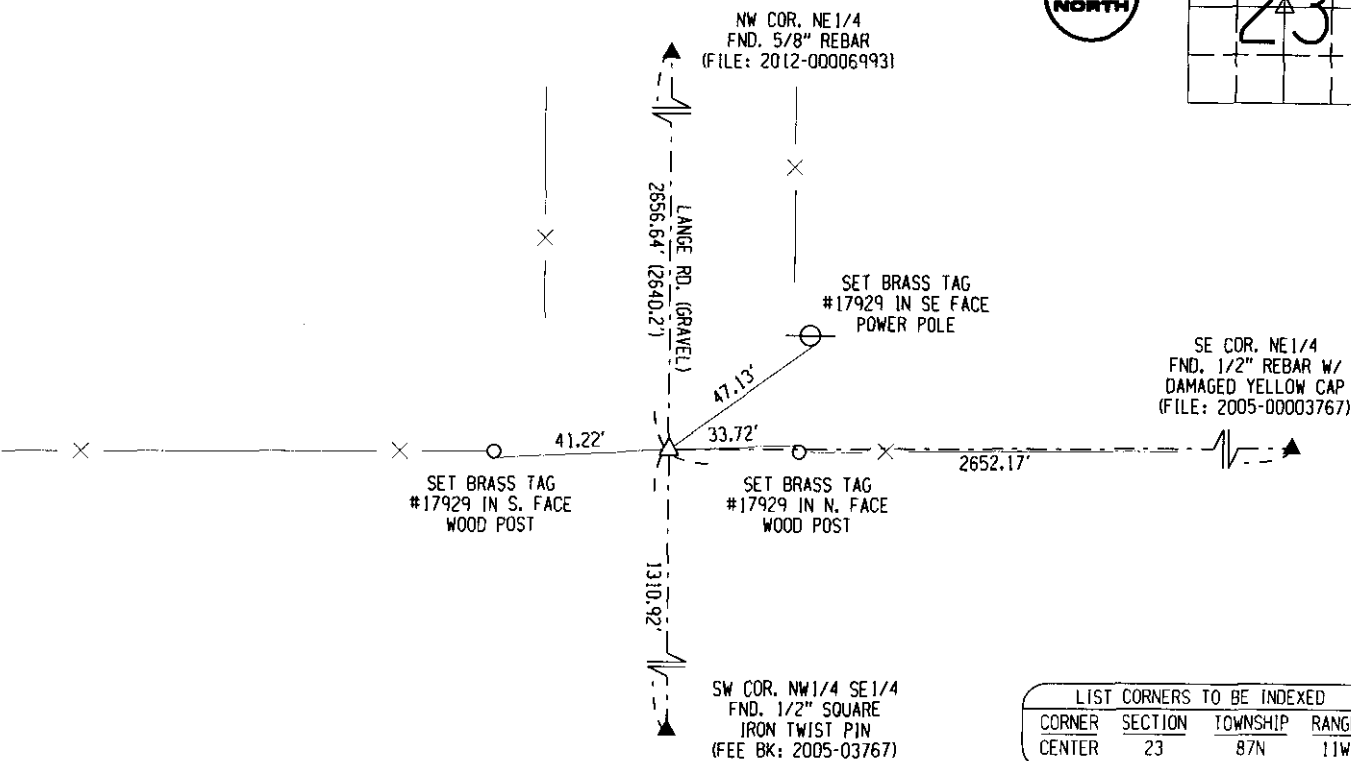 NORTH
23
NW COR. NE1/4
FND. 5/8" REBAR
(FILE: 2012-00006993)
LANGE RD. (GRAVEL)
2656.64' (2640.2')
SET BRASS TAG
#17929 IN SE FACE
POWER POLE
47.13'
SE COR. NE1/4
FND. 1/2" REBAR W/
DAMAGED YELLOW CAP
(FILE: 2005-00003767)
41.22'
33.72'
2652.17'
SET BRASS TAG
#17929 IN S. FACE
WOOD POST
SET BRASS TAG
#17929 IN N. FACE
WOOD POST
1310.92'
SW COR. NW1/4 SE1/4
FND. 1/2" SQUARE
IRON TWIST PIN
(FEE BK: 2005-03767)
LIST CORNERS TO BE INDEXED
CORNER SECTION TOWNSHIP RANG
CENTER 23 87N 11W